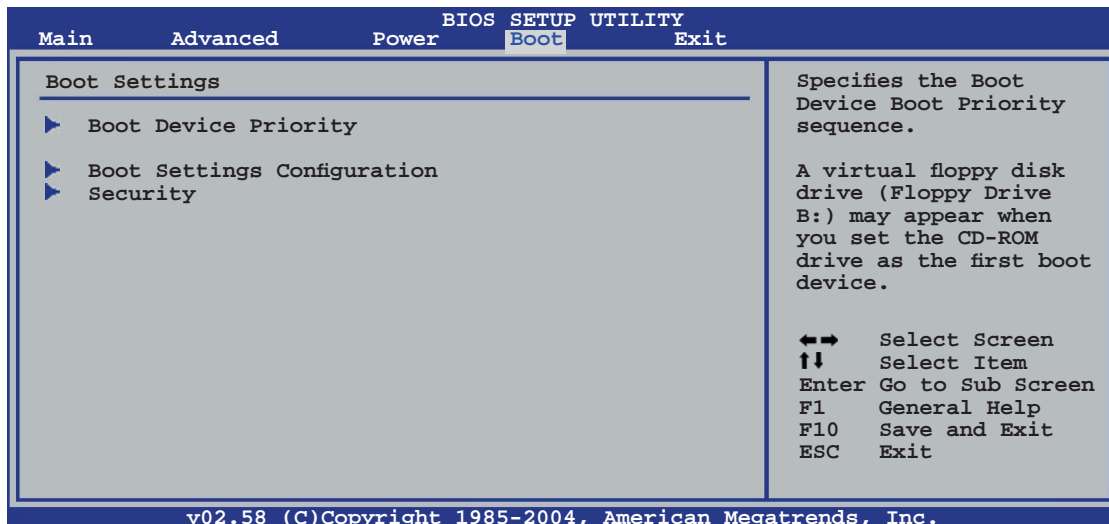 BIOS SETUP UTILITY
Main Advanced Power Boot Exit
Boot Settings
Boot Device Priority
Boot Settings Configuration
Security
Specifies the Boot
Device Boot Priority
sequence.
A virtual floppy disk
drive (Floppy Drive
B:) may appear when
you set the CD-ROM
drive as the first boot
device.
←→ Select Screen
↑↓ Select Item
Enter Go to Sub Screen
F1 General Help
F10 Save and Exit
ESC Exit
v02.58 (C)Copyright 1985-2004, American Megatrends, Inc.